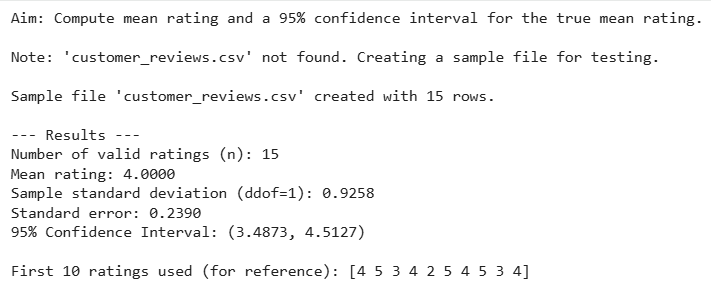 Aim: Compute mean rating and a 95% confidence interval for the true mean rating.
Note: 'customer_reviews.csv' not found. Creating a sample file for testing.
Sample file 'customer_reviews.csv' created with 15 rows.
--- Results ---
Number of valid ratings (n): 15
Mean rating: 4.0000
Sample standard deviation (ddof=1): 0.9258
Standard error: 0.2390
95% Confidence Interval: (3.4873, 4.5127)
First 10 ratings used (for reference): [4 5 3 4 2 5 4 5 3 4]